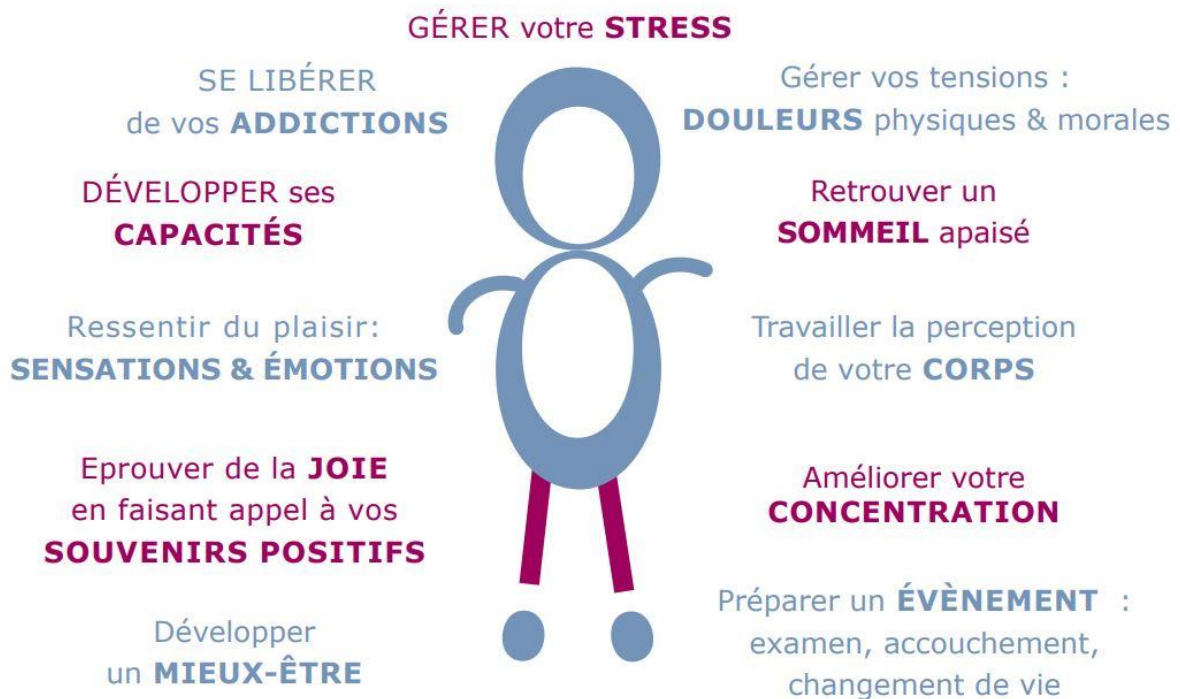 GÉRER votre STRESS
SE LIBÉRER
de vos ADDICTIONS
Gérer vos tensions :
DOULEURS physiques & morales
DÉVELOPPER ses
CAPACITÉS
Retrouver un
SOMMEIL apaisé
Ressentir du plaisir:
SENSATIONS & ÉMOTIONS
Travailler la perception
de votre CORPS
Eprouver de la JOIE
en faisant appel à vos
SOUVENIRS POSITIFS
Améliorer votre
CONCENTRATION
Développer
un MIEUX-ÊTRE
Préparer un ÉVÈNEMENT :
examen, accouchement,
changement de vie